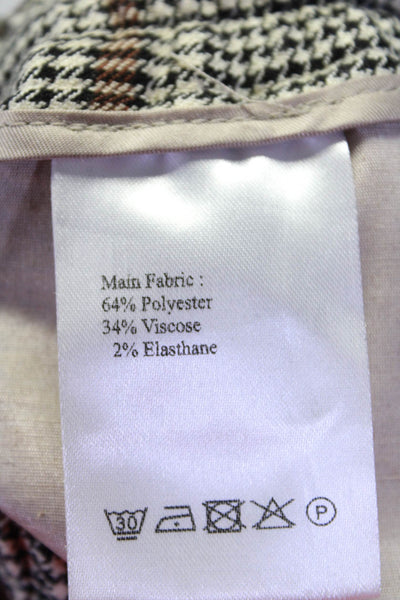 Main Fabric :
64% Polyester
34% Viscose
2% Elasthane
30 P